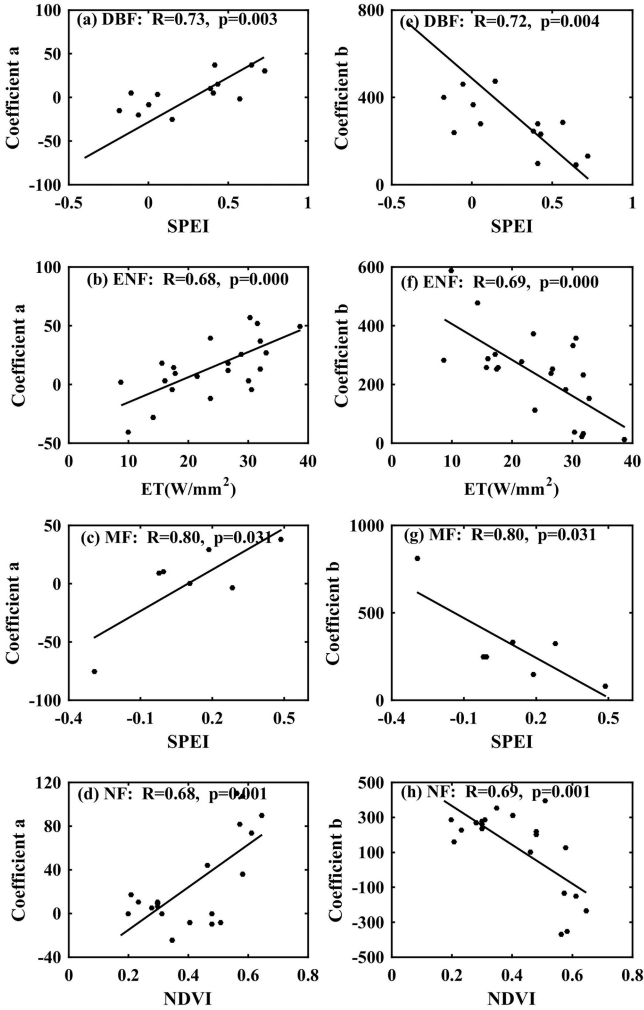 (a) DBF: R=0.73, p=0.003
100
50
0
-50
-100
Coefficient a
-0.5 0 0.5 1
SPEI
(e) DBF: R=0.72, p=0.004
800
400
0
Coefficient b
-0.5 0 0.5 1
SPEI
(b) ENF: R=0.68, p=0.000
100
50
0
-50
Coefficient a
0 10 20 30 40
ET(W/mm²)
(f) ENF: R=0.69, p=0.000
600
400
200
0
Coefficient b
0 10 20 30 40
ET(W/mm²)
(c) MF: R=0.80, p=0.031
50
0
-50
-100
Coefficient a
-0.4 -0.1 0.2 0.5
SPEI
(g) MF: R=0.80, p=0.031
1000
500
0
Coefficient b
-0.4 -0.1 0.2 0.5
SPEI
(d) NF: R=0.68, p=0.001
120
80
40
0
-40
Coefficient a
0 0.2 0.4 0.6 0.8
NDVI
(h) NF: R=0.69, p=0.001
500
300
100
-100
-300
-500
Coefficient b
0 0.2 0.4 0.6 0.8
NDVI